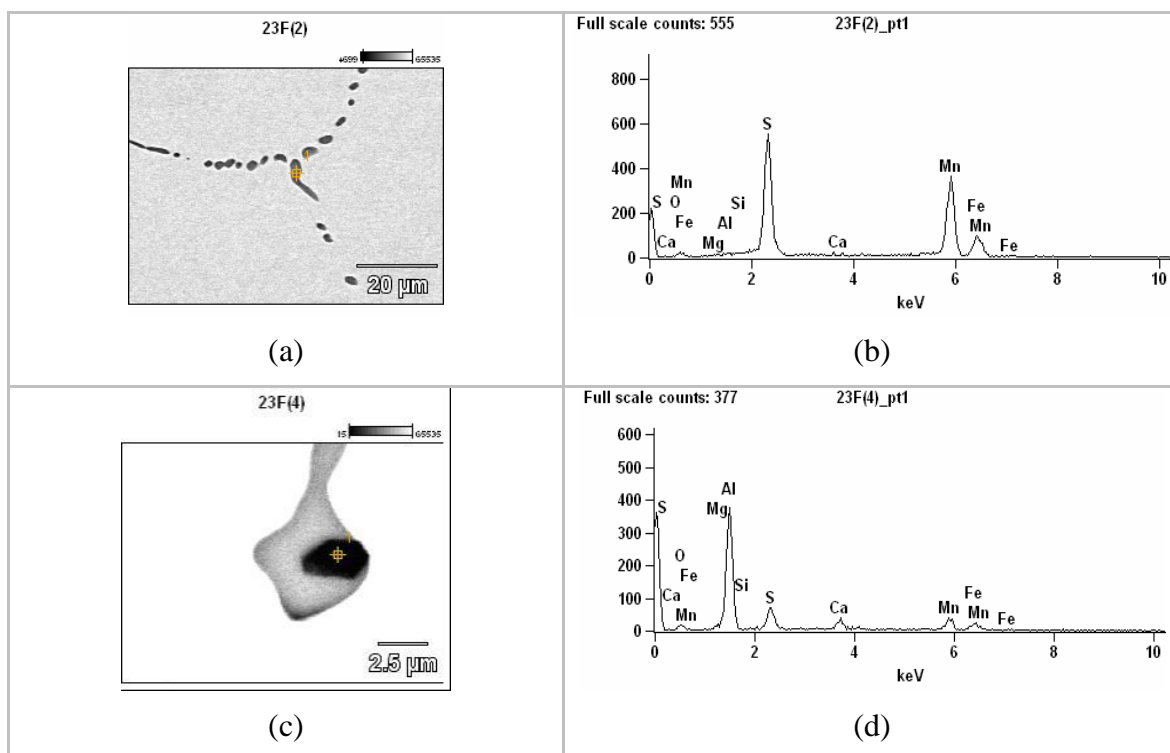 23F(2)
4699 65535
20 µm
(a)
Full scale counts: 555 23F(2)_pt1
800
600
400
200
0
S
Mn
Mn
S O Si
Al Fe
Fe Mn
Ca Mg Ca Fe
0 2 4 6 8 10
keV
(b)
23F(4)
15 65535
2.5 µm
(c)
Full scale counts: 377 23F(4)_pt1
600
500
400
300
200
100
0
Al
S Mg
O
Fe Fe
Ca Si S Ca Mn Mn
Mn Fe
0 2 4 6 8 10
keV
(d)